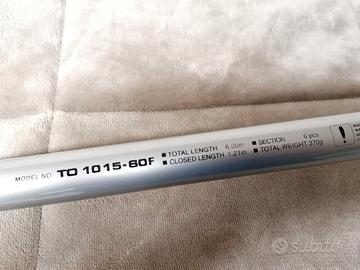 MODEL NO: TO 1015-60F
■ TOTAL LENGTH 6.00m ■ SECTION 6 pcs
■ CLOSED LENGTH 1.21m ■ TOTAL WEIGHT 370g
subito